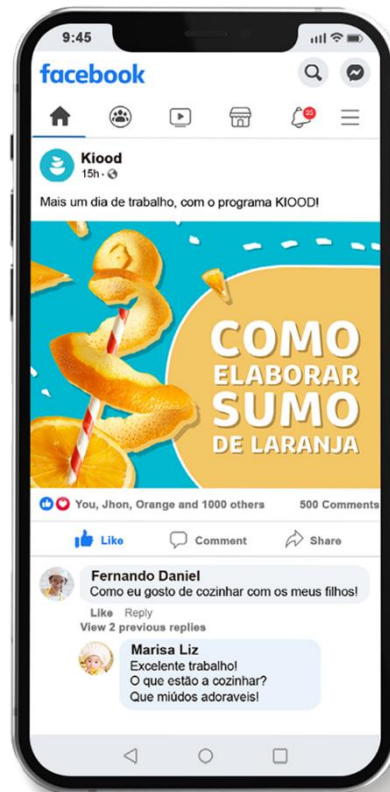 9:45
facebook
25
Kiood
15h ·
Mais um dia de trabalho, com o programa KIOOD!
COMO
ELABORAR
SUMO
DE LARANJA
You, Jhon, Orange and 1000 others 500 Comments
Like Comment Share
Fernando Daniel
Como eu gosto de cozinhar com os meus filhos!
Like Reply
View 2 previous replies
Marisa Liz
Excelente trabalho!
O que estão a cozinhar?
Que miúdos adoraveis!